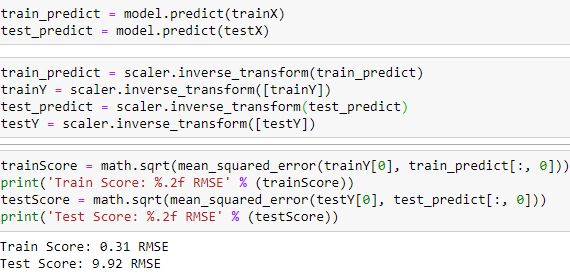 train_predict = model.predict(trainX)
test_predict = model.predict(testX)
train_predict = scaler.inverse_transform(train_predict)
trainY = scaler.inverse_transform([trainY])
test_predict = scaler.inverse_transform(test_predict)
testY = scaler.inverse_transform([testY])
trainScore = math.sqrt(mean_squared_error(trainY[0], train_predict[:, 0]))
print('Train Score: %.2f RMSE' % (trainScore))
testScore = math.sqrt(mean_squared_error(testY[0], test_predict[:, 0]))
print('Test Score: %.2f RMSE' % (testScore))
Train Score: 0.31 RMSE
Test Score: 9.92 RMSE